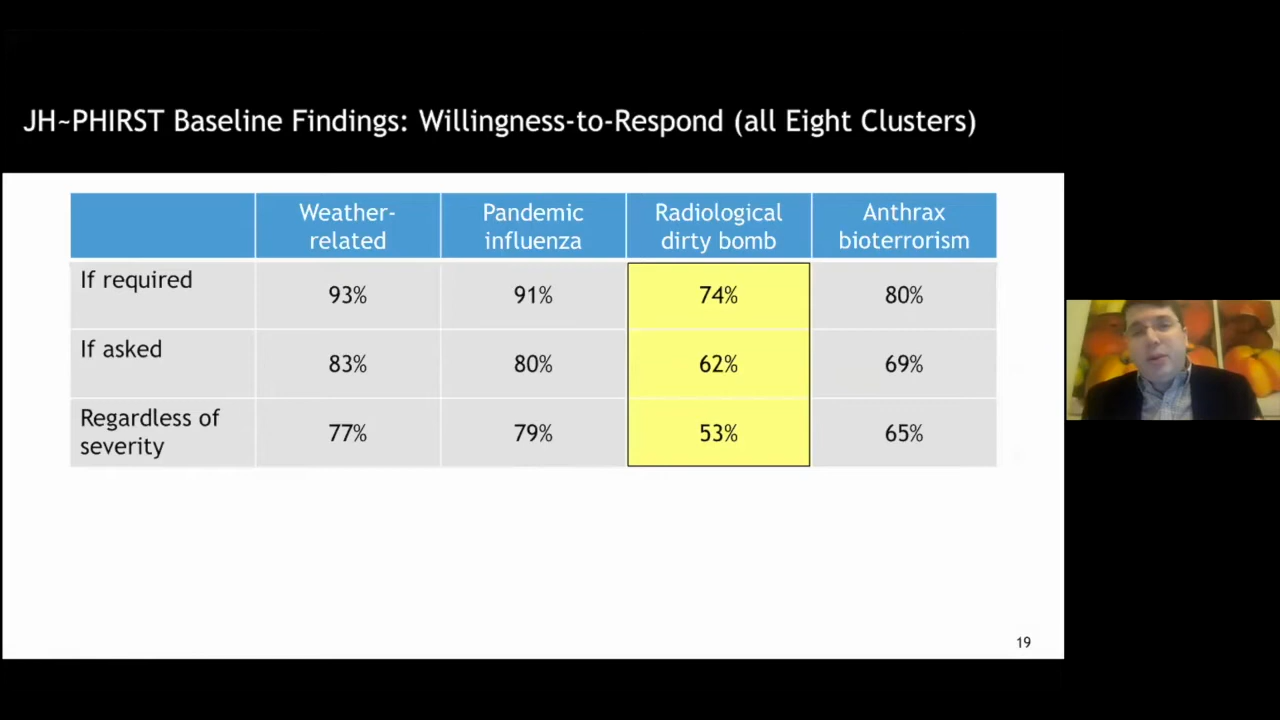 JH~PHIRST Baseline Findings: Willingness-to-Respond (all Eight Clusters)
Weather-
related
Pandemic
influenza
Radiological
dirty bomb
Anthrax
bioterrorism
If required
93%
91%
74%
80%
If asked
83%
80%
62%
69%
Regardless of
severity
77%
79%
53%
65%
19